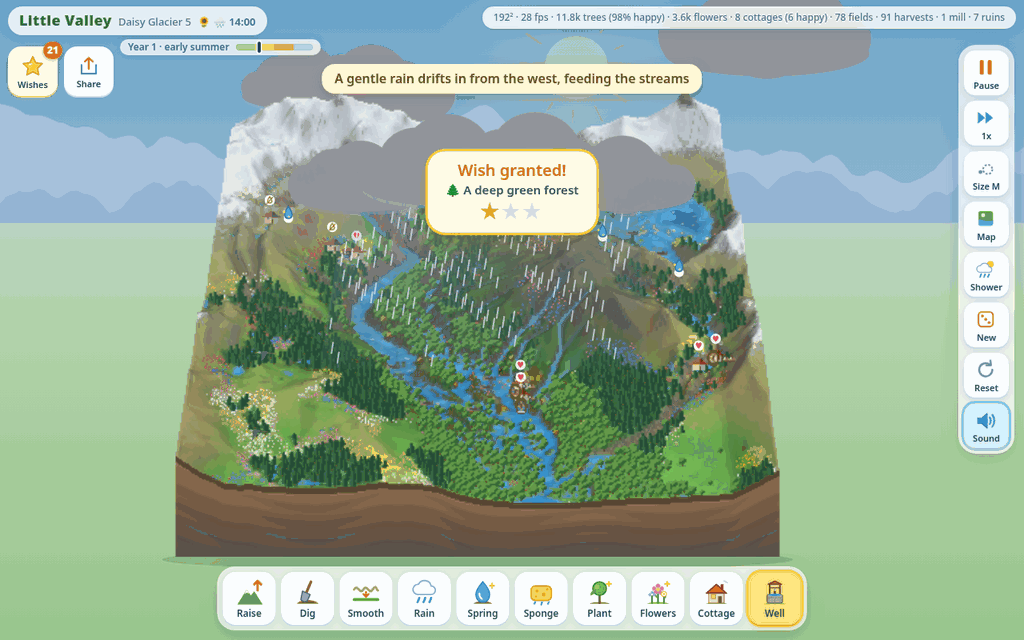 Little Valley Daisy Glacier 5 14:00
192² · 28 fps · 11.8k trees (98% happy) · 3.6k flowers · 8 cottages (6 happy) · 78 fields · 91 harvests · 1 mill · 7 ruins
Year 1 · early summer
21
Wishes
Share
A gentle rain drifts in from the west, feeding the streams
Wish granted!
A deep green forest
Pause
1x
Size M
Map
Shower
New
Reset
Sound
Raise
Dig
Smooth
Rain
Spring
Sponge
Plant
Flowers
Cottage
Well